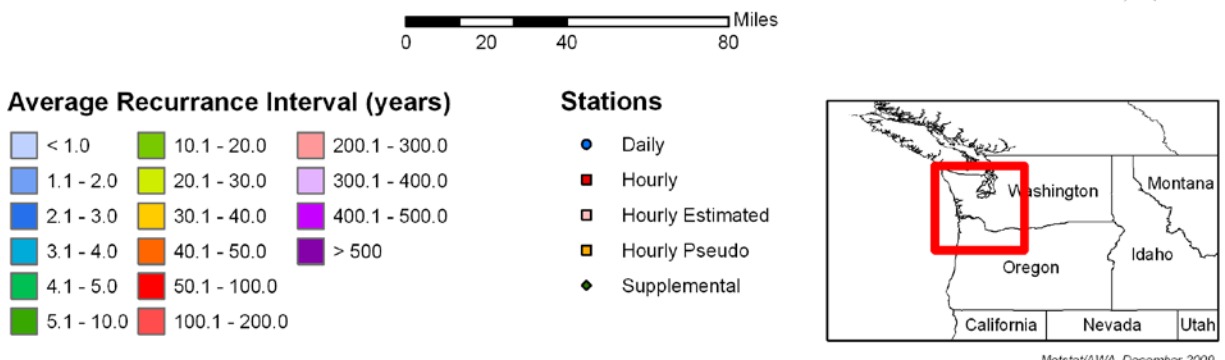 Miles
0 20 40 80
Average Recurrance Interval (years)
< 1.0
1.1 - 2.0
2.1 - 3.0
3.1 - 4.0
4.1 - 5.0
5.1 - 10.0
10.1 - 20.0
20.1 - 30.0
30.1 - 40.0
40.1 - 50.0
50.1 - 100.0
100.1 - 200.0
200.1 - 300.0
300.1 - 400.0
400.1 - 500.0
> 500
Stations
Daily
Hourly
Hourly Estimated
Hourly Pseudo
Supplemental
Washington
Montana
Idaho
Oregon
California
Nevada
Utah